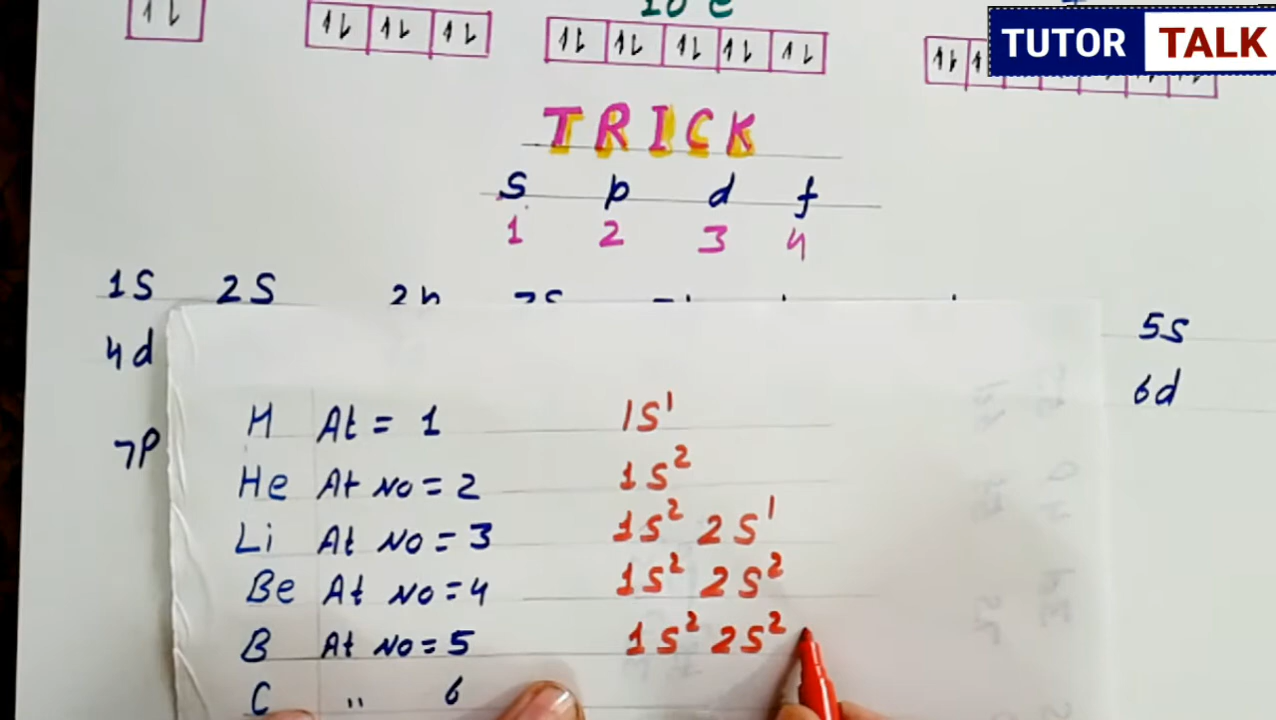 10 e
TUTOR TALK
TRICK
s p d f
1 2 3 4
1S 2S
4d
7P
5s
6d
H At = 1 1S¹
He At No = 2 1S²
Li At No = 3 1S² 2S¹
Be At No = 4 1S² 2S²
B At No = 5 1S² 2S²
C ,, 6